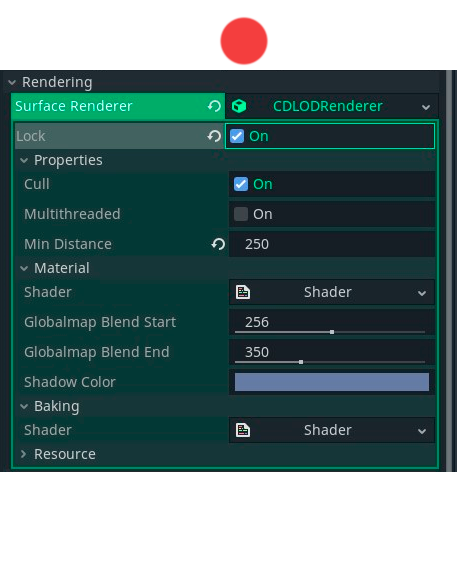 Rendering
Surface Renderer CDLODRenderer
Lock On
Properties
Cull On
Multithreaded On
Min Distance 250
Material
Shader Shader
Globalmap Blend Start 256
Globalmap Blend End 350
Shadow Color
Baking
Shader Shader
Resource